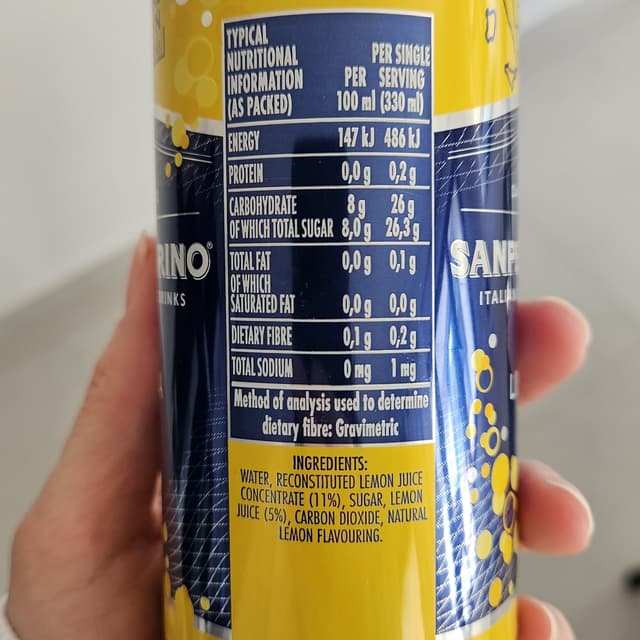 TYPICAL
NUTRITIONAL
INFORMATION
(AS PACKED)
PER
100 ml
PER SINGLE
SERVING
(330 ml)
ENERGY 147 kJ 486 kJ
PROTEIN 0,0 g 0,2 g
CARBOHYDRATE 8 g 26 g
OF WHICH TOTAL SUGAR 8,0 g 26,3 g
TOTAL FAT 0,0 g 0,1 g
OF WHICH
SATURATED FAT 0,0 g 0,0 g
DIETARY FIBRE 0,1 g 0,2 g
TOTAL SODIUM 0 mg 1 mg
Method of analysis used to determine
dietary fibre: Gravimetric
INGREDIENTS:
WATER, RECONSTITUTED LEMON JUICE
CONCENTRATE (11%), SUGAR, LEMON
JUICE (5%), CARBON DIOXIDE, NATURAL
LEMON FLAVOURING.
RINO®
RINKS
SANP
ITALI